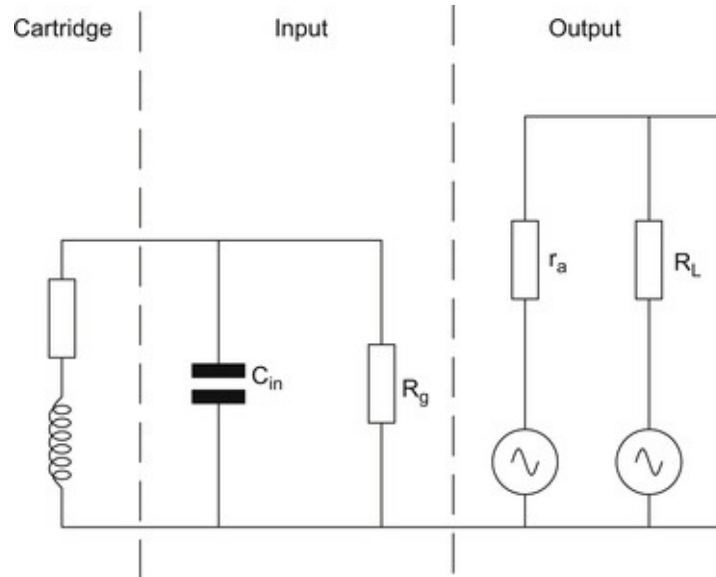 Cartridge
Input
Output
r_a
R_L
C_in
R_g